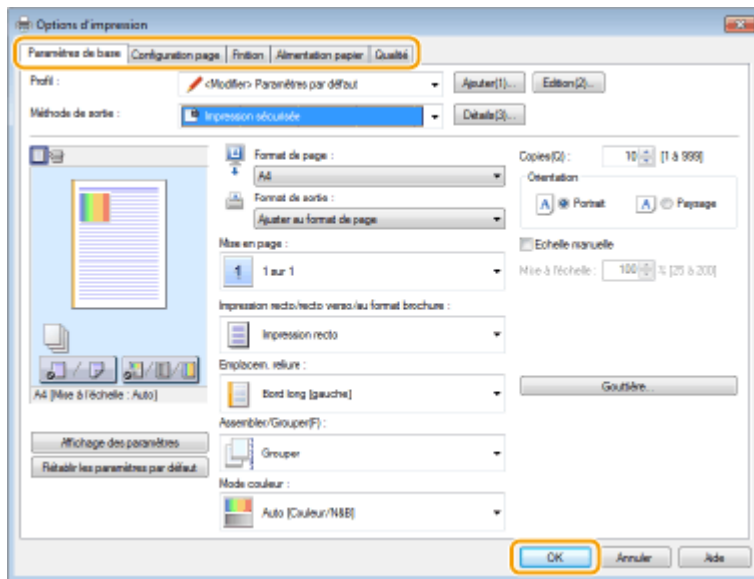 Options d'impression
Paramètres de base Configuration page Finition Alimentation papier Qualité
Profil : <Modifier> Paramètres par défaut Ajouter(1)... Edition(2)...
Méthode de sortie : Impression sécurisée Détails(3)...
Format de page : Copies(Q) : 10 [1 à 999]
A4 Orientation
Format de sortie : A Portrait A Paysage
Ajuster au format de page
Mise en page : Echelle manuelle
1 1 sur 1 Mise à l'échelle : 100 % [25 à 200]
Impression recto/recto verso/au format brochure :
Impression recto
Emplacem. reliure :
A4 [Mise à l'échelle : Auto] Bord long [gauche] Gouttière...
Assembler/Grouper(F) :
Affichage des paramètres Grouper
Rétablir les paramètres par défaut
Mode couleur :
Auto [Couleur/N&B]
OK Annuler Aide